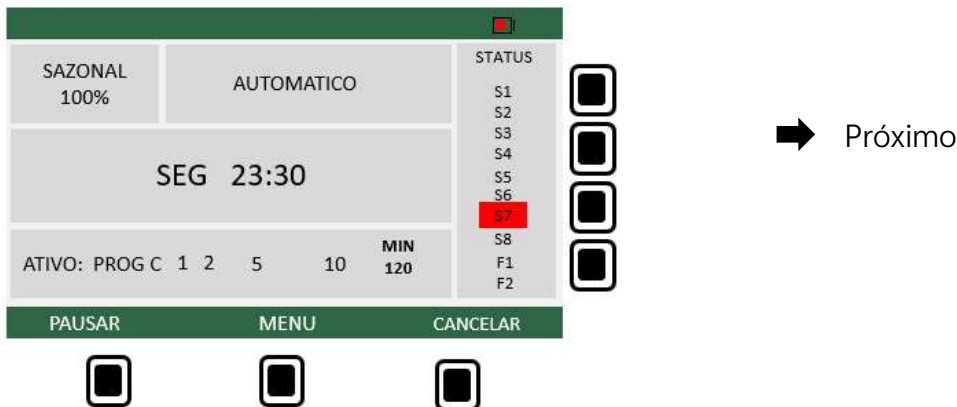 STATUS
SAZONAL
100%
AUTOMATICO
S1
S2
S3
S4
S5
S6
S7
S8
F1
F2
SEG 23:30
ATIVO: PROG C 1 2 5 10
MIN
120
PAUSAR MENU CANCELAR
Próximo